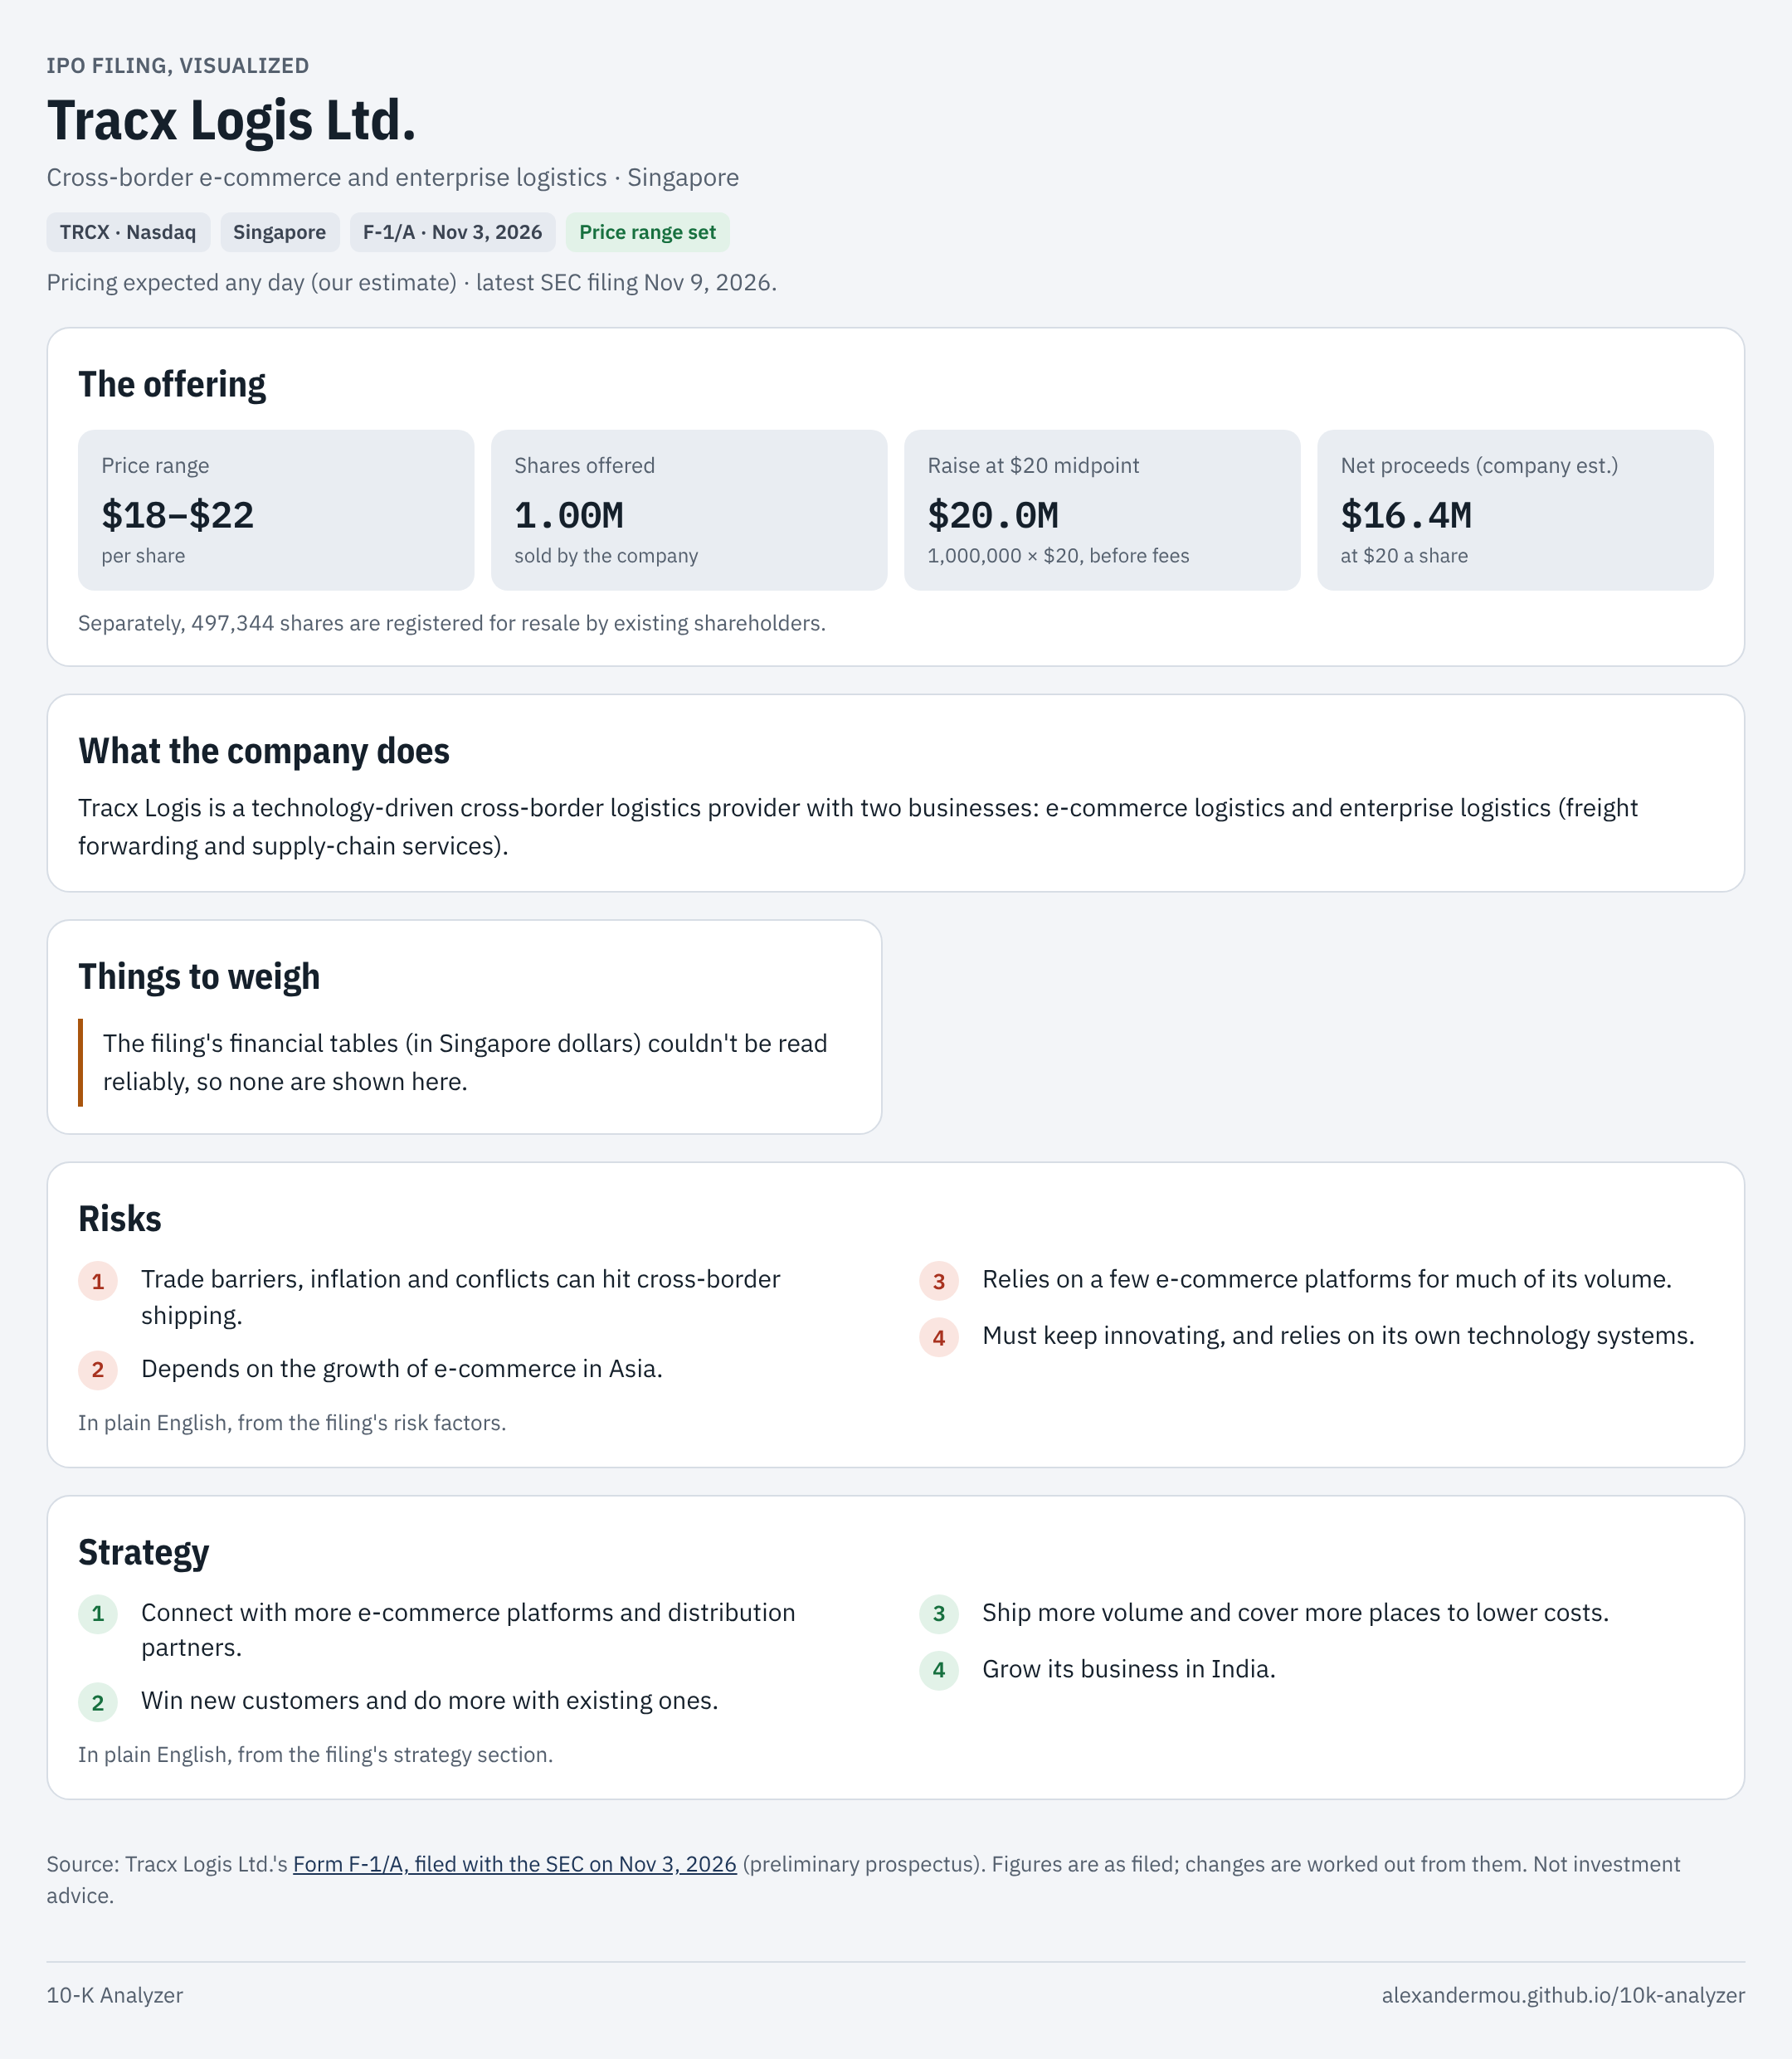 IPO FILING, VISUALIZED
Tracx Logis Ltd.
Cross-border e-commerce and enterprise logistics · Singapore
TRCX · Nasdaq
Singapore
F-1/A · Nov 3, 2026
Price range set
Pricing expected any day (our estimate) · latest SEC filing Nov 9, 2026.
The offering
Price range
$18–$22
per share
Shares offered
1.00M
sold by the company
Raise at $20 midpoint
$20.0M
1,000,000 × $20, before fees
Net proceeds (company est.)
$16.4M
at $20 a share
Separately, 497,344 shares are registered for resale by existing shareholders.
What the company does
Tracx Logis is a technology-driven cross-border logistics provider with two businesses: e-commerce logistics and enterprise logistics (freight
forwarding and supply-chain services).
Things to weigh
The filing's financial tables (in Singapore dollars) couldn't be read
reliably, so none are shown here.
Risks
1 Trade barriers, inflation and conflicts can hit cross-border
shipping.
2 Depends on the growth of e-commerce in Asia.
3 Relies on a few e-commerce platforms for much of its volume.
4 Must keep innovating, and relies on its own technology systems.
In plain English, from the filing's risk factors.
Strategy
1 Connect with more e-commerce platforms and distribution
partners.
2 Win new customers and do more with existing ones.
3 Ship more volume and cover more places to lower costs.
4 Grow its business in India.
In plain English, from the filing's strategy section.
Source: Tracx Logis Ltd.'s Form F-1/A, filed with the SEC on Nov 3, 2026 (preliminary prospectus). Figures are as filed; changes are worked out from them. Not investment
advice.
10-K Analyzer
alexandermou.github.io/10k-analyzer